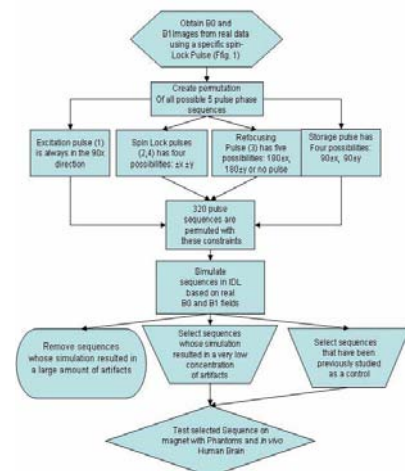 Obtain B0 and
B1Images from real data
using a specific spin-
Lock Pulse (Ffig. 1)
Create permutation
Of all possible 5 pulse phase
sequences
Excitation pulse (1)
is always in the 90x
direction
Spin Lock pulses
(2,4) has four
possibilities: ±x ±y
Refocusing
Pulse (3) has five
possibilities: 180±x,
180±y or no pulse
Storage pulse has
Four possibilities:
90±x, 90±y
320 pulse
sequences are
permuted with
these constraints
Simulate
sequences in IDL
based on real
B0 and B1 fields
Remove sequences
whose simulation resulted in
a large amount of artifacts
Select sequences
whose simulation
resulted in a very low
concentration
of artifacts
Select sequences
that have been
previously studied
as a control
Test selected Sequence on
magnet with Phantoms and in vivo
Human Brain